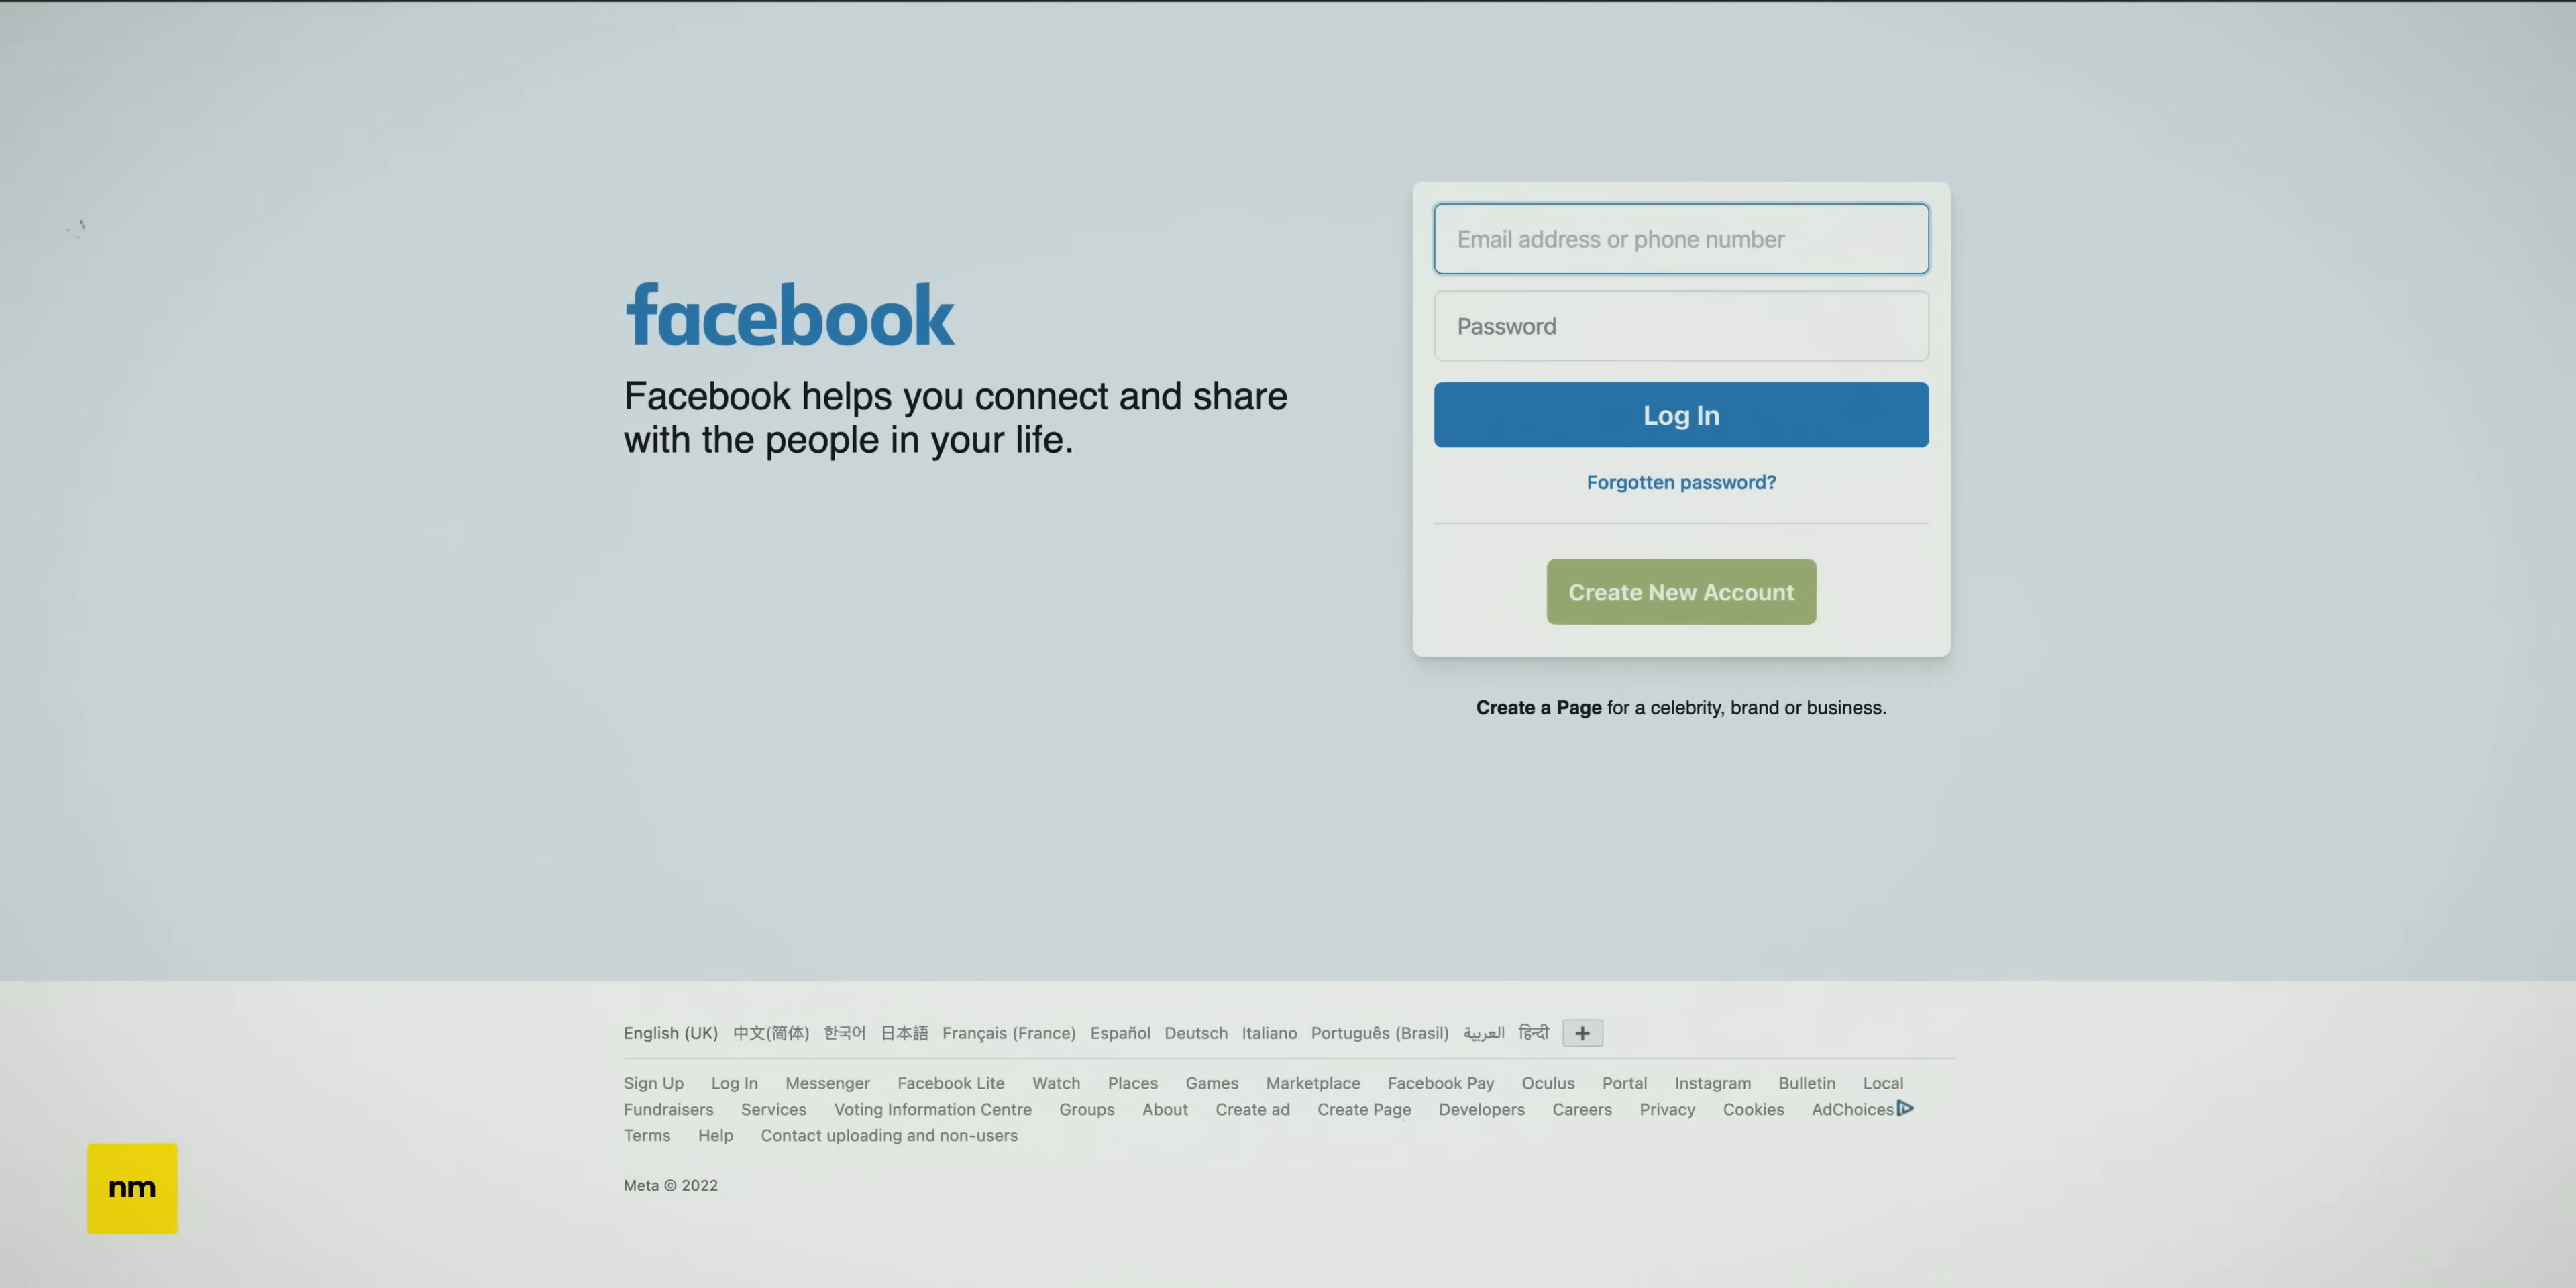 facebook
Facebook helps you connect and share
with the people in your life.
Email address or phone number
Password
Log In
Forgotten password?
Create New Account
Create a Page for a celebrity, brand or business.
English (UK) 中文(简体) 한국어 日本語 Français (France) Español Deutsch Italiano Português (Brasil) العربية हिन्दी +
Sign Up Log In Messenger Facebook Lite Watch Places Games Marketplace Facebook Pay Oculus Portal Instagram Bulletin Local
Fundraisers Services Voting Information Centre Groups About Create ad Create Page Developers Careers Privacy Cookies AdChoices
Terms Help Contact uploading and non-users
Meta © 2022
nm